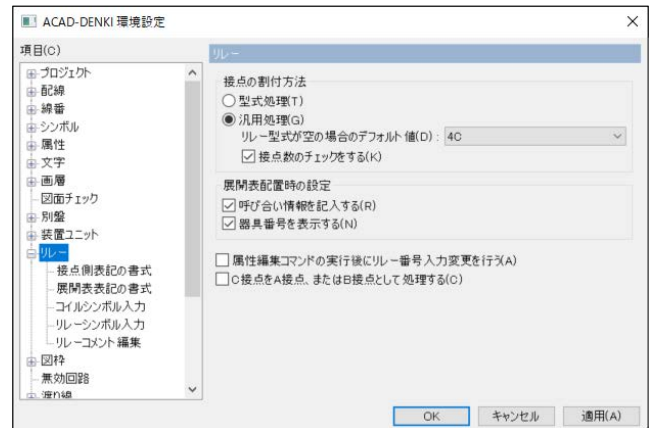 ACAD-DENKI 環境設定
項目(C)
プロジェクト
配線
線番
シンボル
属性
文字
画層
図面チェック
別盤
装置ユニット
リレー
接点側表記の書式
展開表表記の書式
コイルシンボル入力
リレーシンボル入力
リレーコメント編集
図枠
無効回路
渡り線
リレー
接点の割付方法
型式処理(T)
汎用処理(G)
リレー型式が空の場合のデフォルト値(D) : 4C
接点数のチェックをする(K)
展開表配置時の設定
呼び合い情報を記入する(R)
器具番号を表示する(N)
属性編集コマンドの実行後にリレー番号入力変更を行う(A)
C接点をA接点、またはB接点として処理する(C)
OK キャンセル 適用(A)